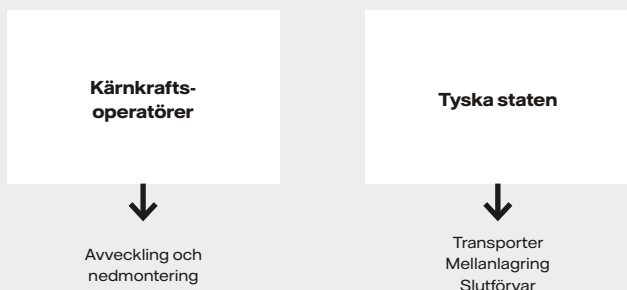 Kärnkrafts-
operatörer
Tyska staten
Avveckling och
nedmontering
Transporter
Mellanlagring
Slutförvar